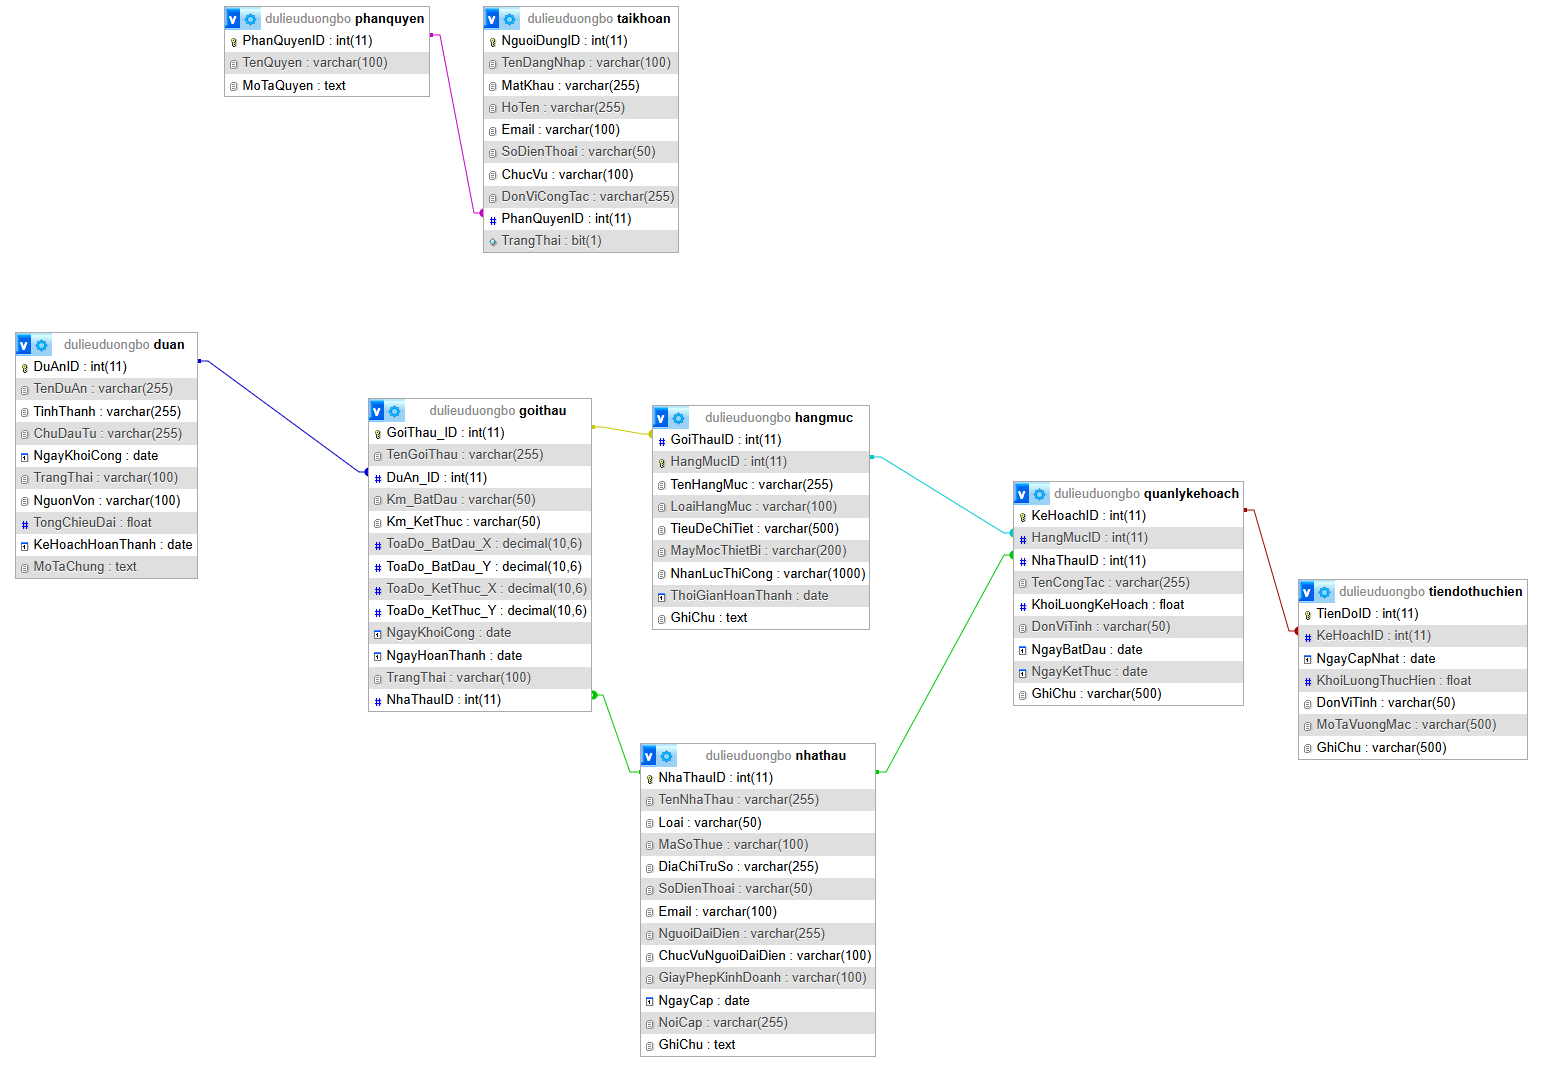 dulieuduongbo phanquyen
PhanQuyenID : int(11)
TenQuyen : varchar(100)
MoTaQuyen : text
dulieuduongbo taikhoan
NguoiDungID : int(11)
TenDangNhap : varchar(100)
MatKhau : varchar(255)
HoTen : varchar(255)
Email : varchar(100)
SoDienThoai : varchar(50)
ChucVu : varchar(100)
DonViCongTac : varchar(255)
PhanQuyenID : int(11)
TrangThai : bit(1)
dulieuduongbo duan
DuAnID : int(11)
TenDuAn : varchar(255)
TinhThanh : varchar(255)
ChuDauTu : varchar(255)
NgayKhoiCong : date
TrangThai : varchar(100)
NguonVon : varchar(100)
TongChieuDai : float
KeHoachHoanThanh : date
MoTaChung : text
dulieuduongbo goithau
GoiThau_ID : int(11)
TenGoiThau : varchar(255)
DuAn_ID : int(11)
Km_BatDau : varchar(50)
Km_KetThuc : varchar(50)
ToaDo_BatDau_X : decimal(10,6)
ToaDo_BatDau_Y : decimal(10,6)
ToaDo_KetThuc_X : decimal(10,6)
ToaDo_KetThuc_Y : decimal(10,6)
NgayKhoiCong : date
NgayHoanThanh : date
TrangThai : varchar(100)
NhaThauID : int(11)
dulieuduongbo hangmuc
GoiThauID : int(11)
HangMucID : int(11)
TenHangMuc : varchar(255)
LoaiHangMuc : varchar(100)
TieuDeChiTiet : varchar(500)
MayMocThietBi : varchar(200)
NhanLucThiCong : varchar(1000)
ThoiGianHoanThanh : date
GhiChu : text
dulieuduongbo nhathau
NhaThauID : int(11)
TenNhaThau : varchar(255)
Loai : varchar(50)
MaSoThue : varchar(100)
DiaChiTruSo : varchar(255)
SoDienThoai : varchar(50)
Email : varchar(100)
NguoiDaiDien : varchar(255)
ChucVuNguoiDaiDien : varchar(100)
GiayPhepKinhDoanh : varchar(100)
NgayCap : date
NoiCap : varchar(255)
GhiChu : text
dulieuduongbo quanlykehoach
KeHoachID : int(11)
HangMucID : int(11)
NhaThauID : int(11)
TenCongTac : varchar(255)
KhoiLuongKeHoach : float
DonViTinh : varchar(50)
NgayBatDau : date
NgayKetThuc : date
GhiChu : varchar(500)
dulieuduongbo tiendothuchien
TienDoID : int(11)
KeHoachID : int(11)
NgayCapNhat : date
KhoiLuongThucHien : float
DonViTinh : varchar(50)
MoTaVuongMac : varchar(500)
GhiChu : varchar(500)